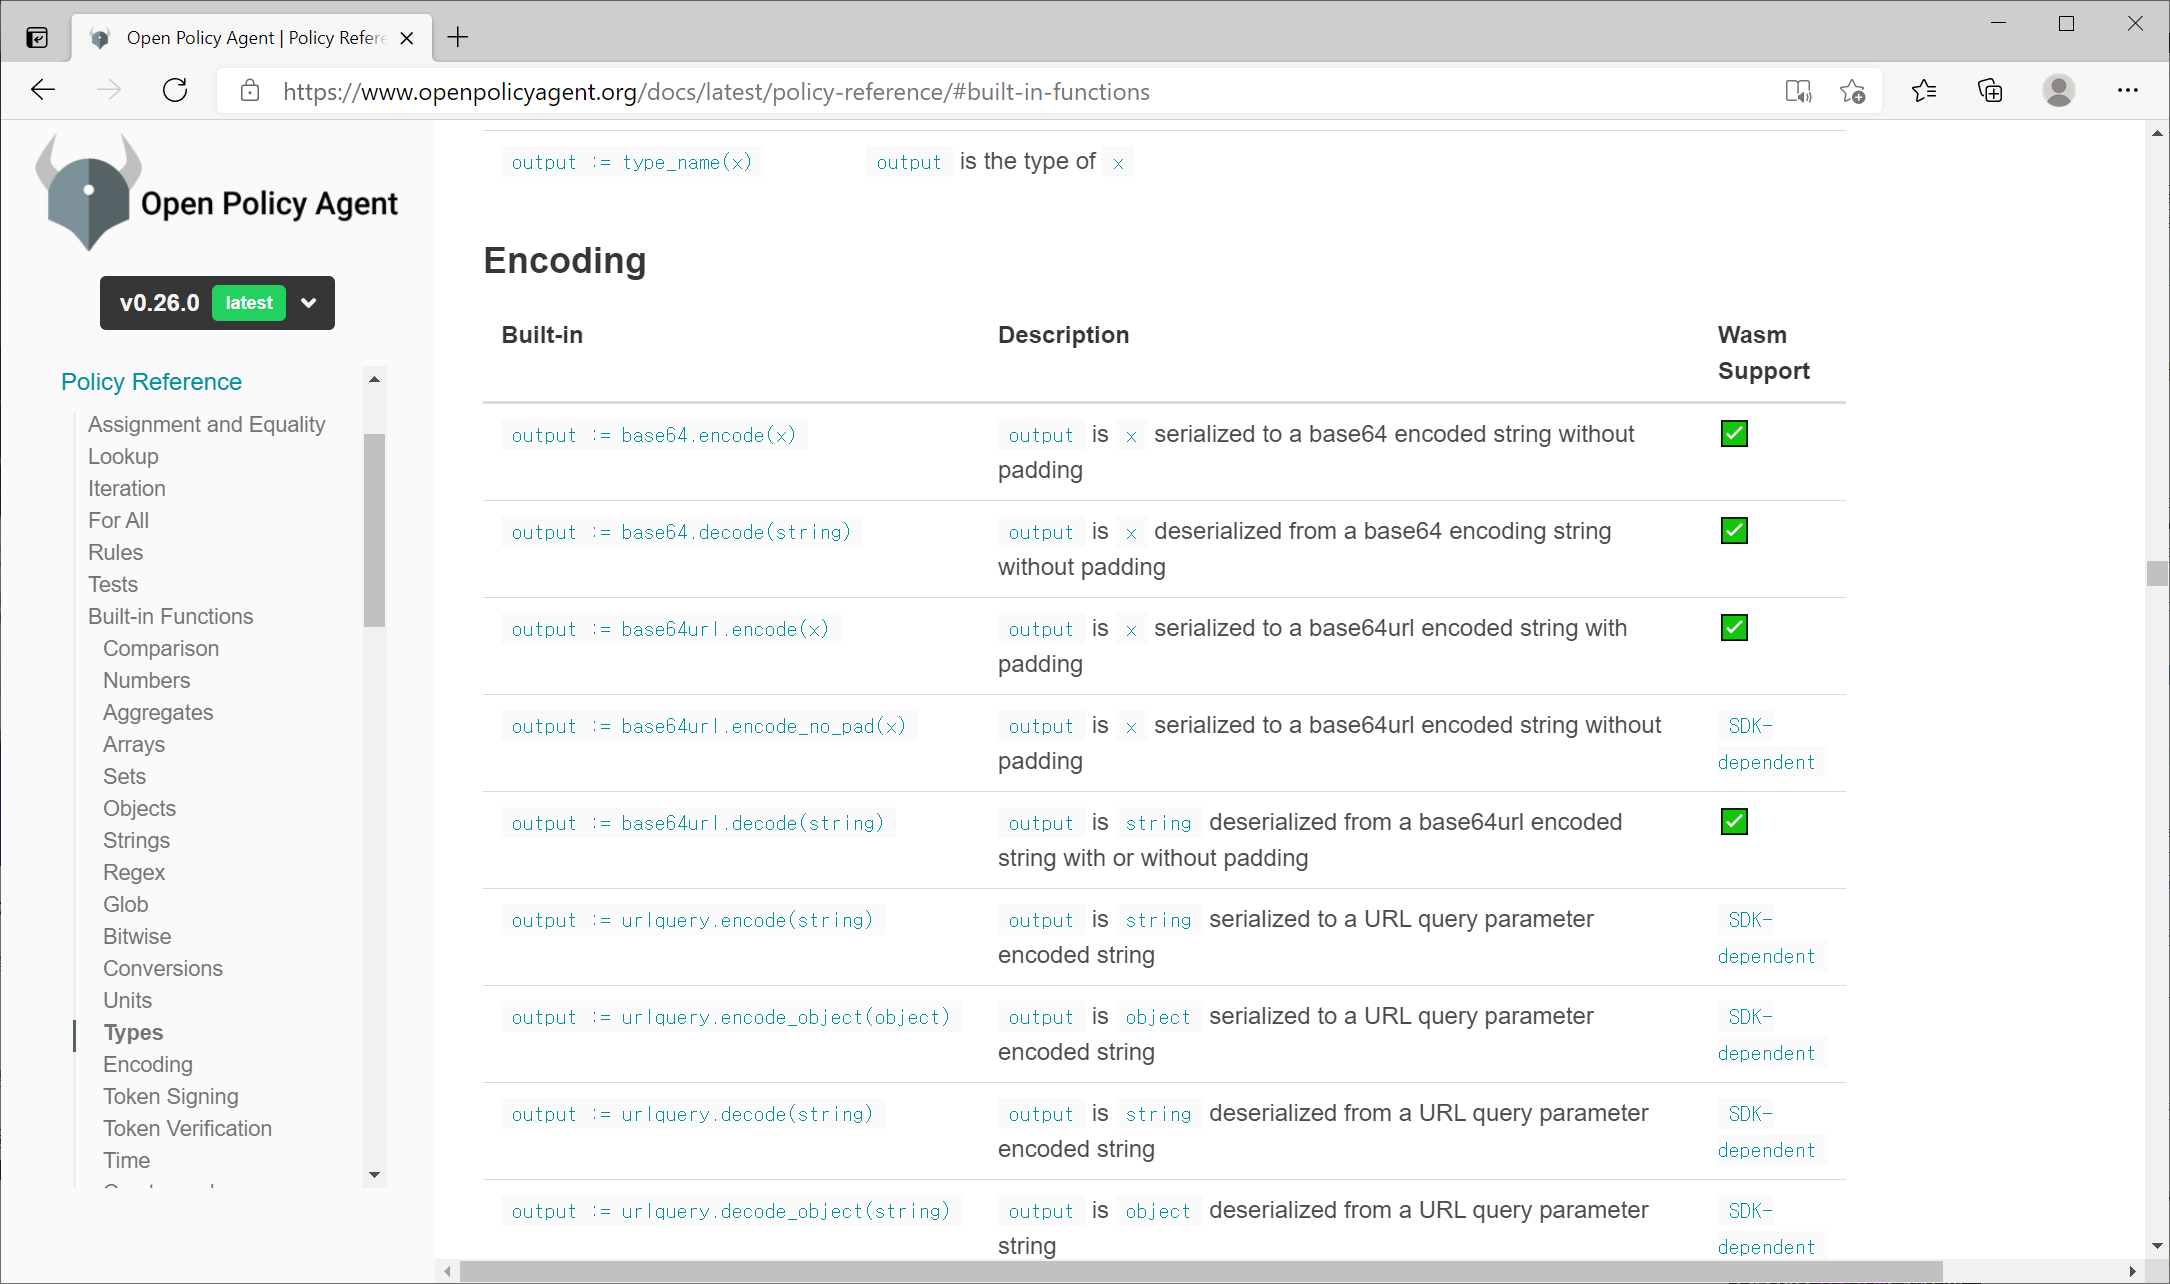 Open Policy Agent | Policy Refere
https://www.openpolicyagent.org/docs/latest/policy-reference/#built-in-functions
Open Policy Agent
v0.26.0 latest
Policy Reference
Assignment and Equality
Lookup
Iteration
For All
Rules
Tests
Built-in Functions
Comparison
Numbers
Aggregates
Arrays
Sets
Objects
Strings
Regex
Glob
Bitwise
Conversions
Units
Types
Encoding
Token Signing
Token Verification
Time
output := type_name(x) output is the type of x
Encoding
Built-in Description Wasm
Support
output := base64.encode(x) output is x serialized to a base64 encoded string without
padding
output := base64.decode(string) output is x deserialized from a base64 encoding string
without padding
output := base64url.encode(x) output is x serialized to a base64url encoded string with
padding
output := base64url.encode_no_pad(x) output is x serialized to a base64url encoded string without SDK-
padding dependent
output := base64url.decode(string) output is string deserialized from a base64url encoded
string with or without padding
output := urlquery.encode(string) output is string serialized to a URL query parameter SDK-
encoded string dependent
output := urlquery.encode_object(object) output is object serialized to a URL query parameter SDK-
encoded string dependent
output := urlquery.decode(string) output is string deserialized from a URL query parameter SDK-
encoded string dependent
output := urlquery.decode_object(string) output is object deserialized from a URL query parameter SDK-
string dependent